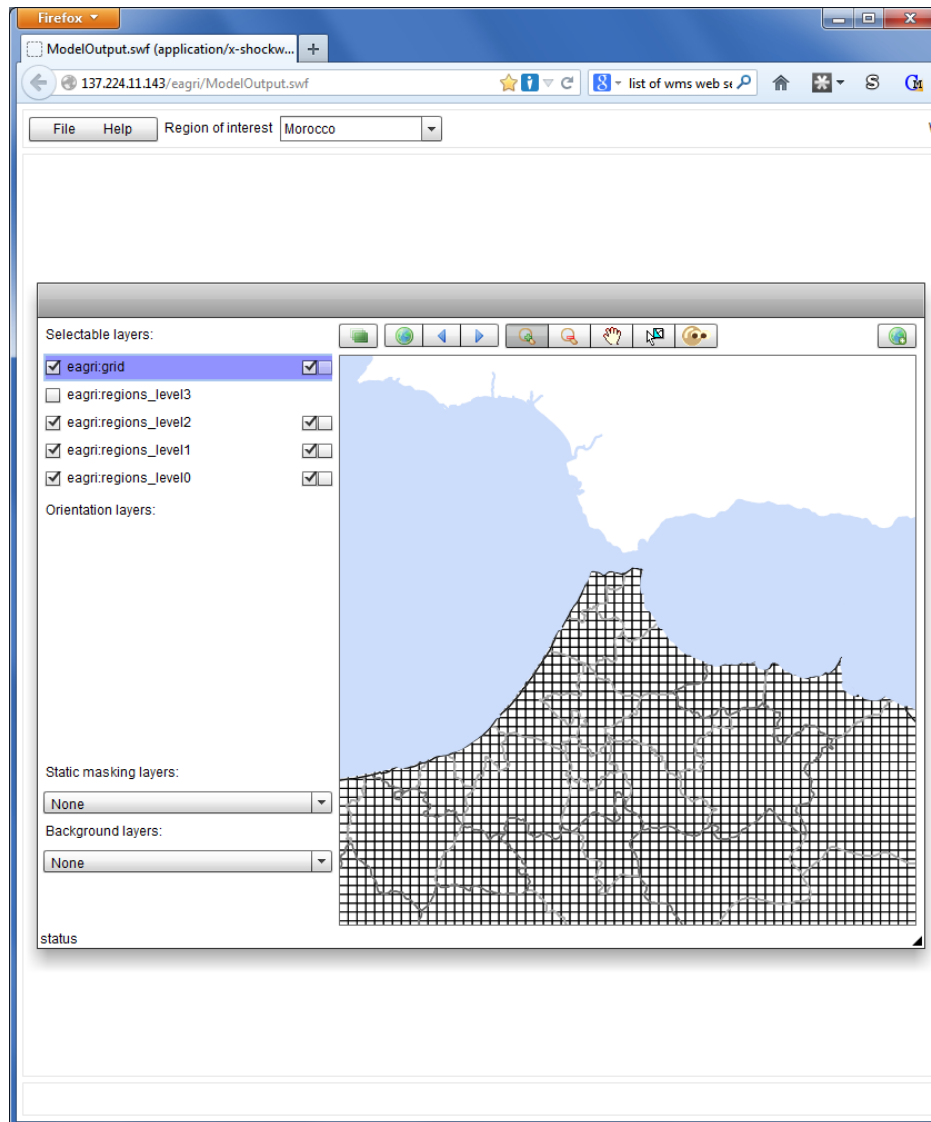 Firefox
ModelOutput.swf (application/x-shockw...
137.224.11.143/eagri/ModelOutput.swf
list of wms web se
File Help Region of interest Morocco
Selectable layers:
eagri:grid
eagri:regions_level3
eagri:regions_level2
eagri:regions_level1
eagri:regions_level0
Orientation layers:
Static masking layers:
None
Background layers:
None
status